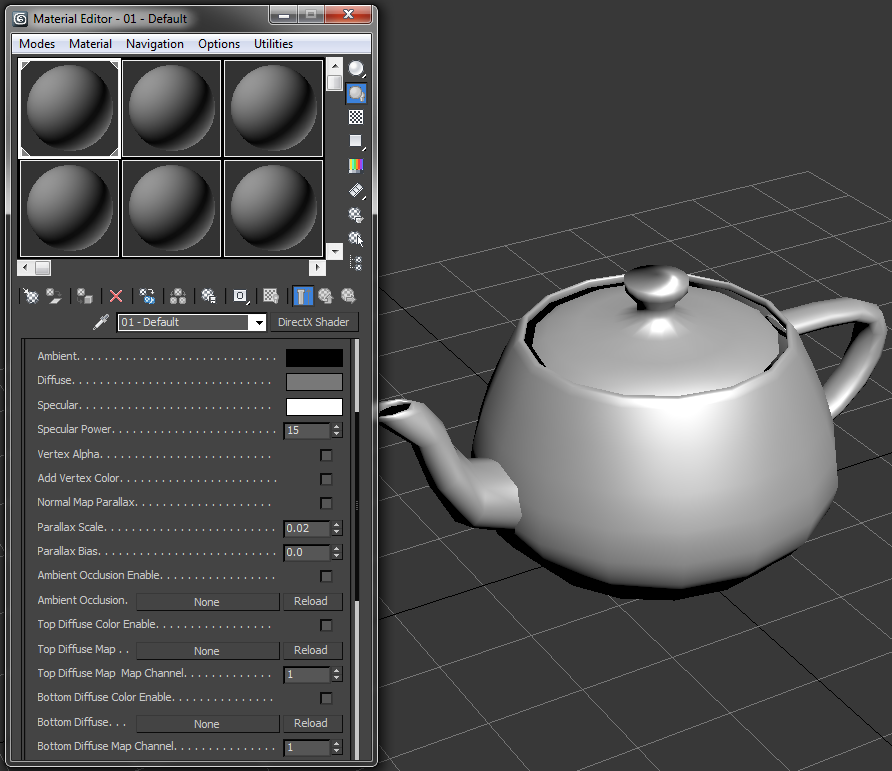 Material Editor - 01 - Default
Modes Material Navigation Options Utilities
01 - Default DirectX Shader
Ambient. . . . . . . . . . . . . . . . . . . . . . . . . . . . .
Diffuse. . . . . . . . . . . . . . . . . . . . . . . . . . . . .
Specular. . . . . . . . . . . . . . . . . . . . . . . . . . . .
Specular Power. . . . . . . . . . . . . . . . . . . . . . . . 15
Vertex Alpha. . . . . . . . . . . . . . . . . . . . . . . . .
Add Vertex Color. . . . . . . . . . . . . . . . . . . . . . .
Normal Map Parallax. . . . . . . . . . . . . . . . . . . .
Parallax Scale. . . . . . . . . . . . . . . . . . . . . . . . . 0.02
Parallax Bias. . . . . . . . . . . . . . . . . . . . . . . . . . 0.0
Ambient Occlusion Enable. . . . . . . . . . . . . . . . .
Ambient Occlusion. None Reload
Top Diffuse Color Enable. . . . . . . . . . . . . . . . .
Top Diffuse Map . . None Reload
Top Diffuse Map Map Channel. . . . . . . . . . . . . 1
Bottom Diffuse Color Enable. . . . . . . . . . . . . . .
Bottom Diffuse. . . None Reload
Bottom Diffuse Map Channel. . . . . . . . . . . . . . . 1